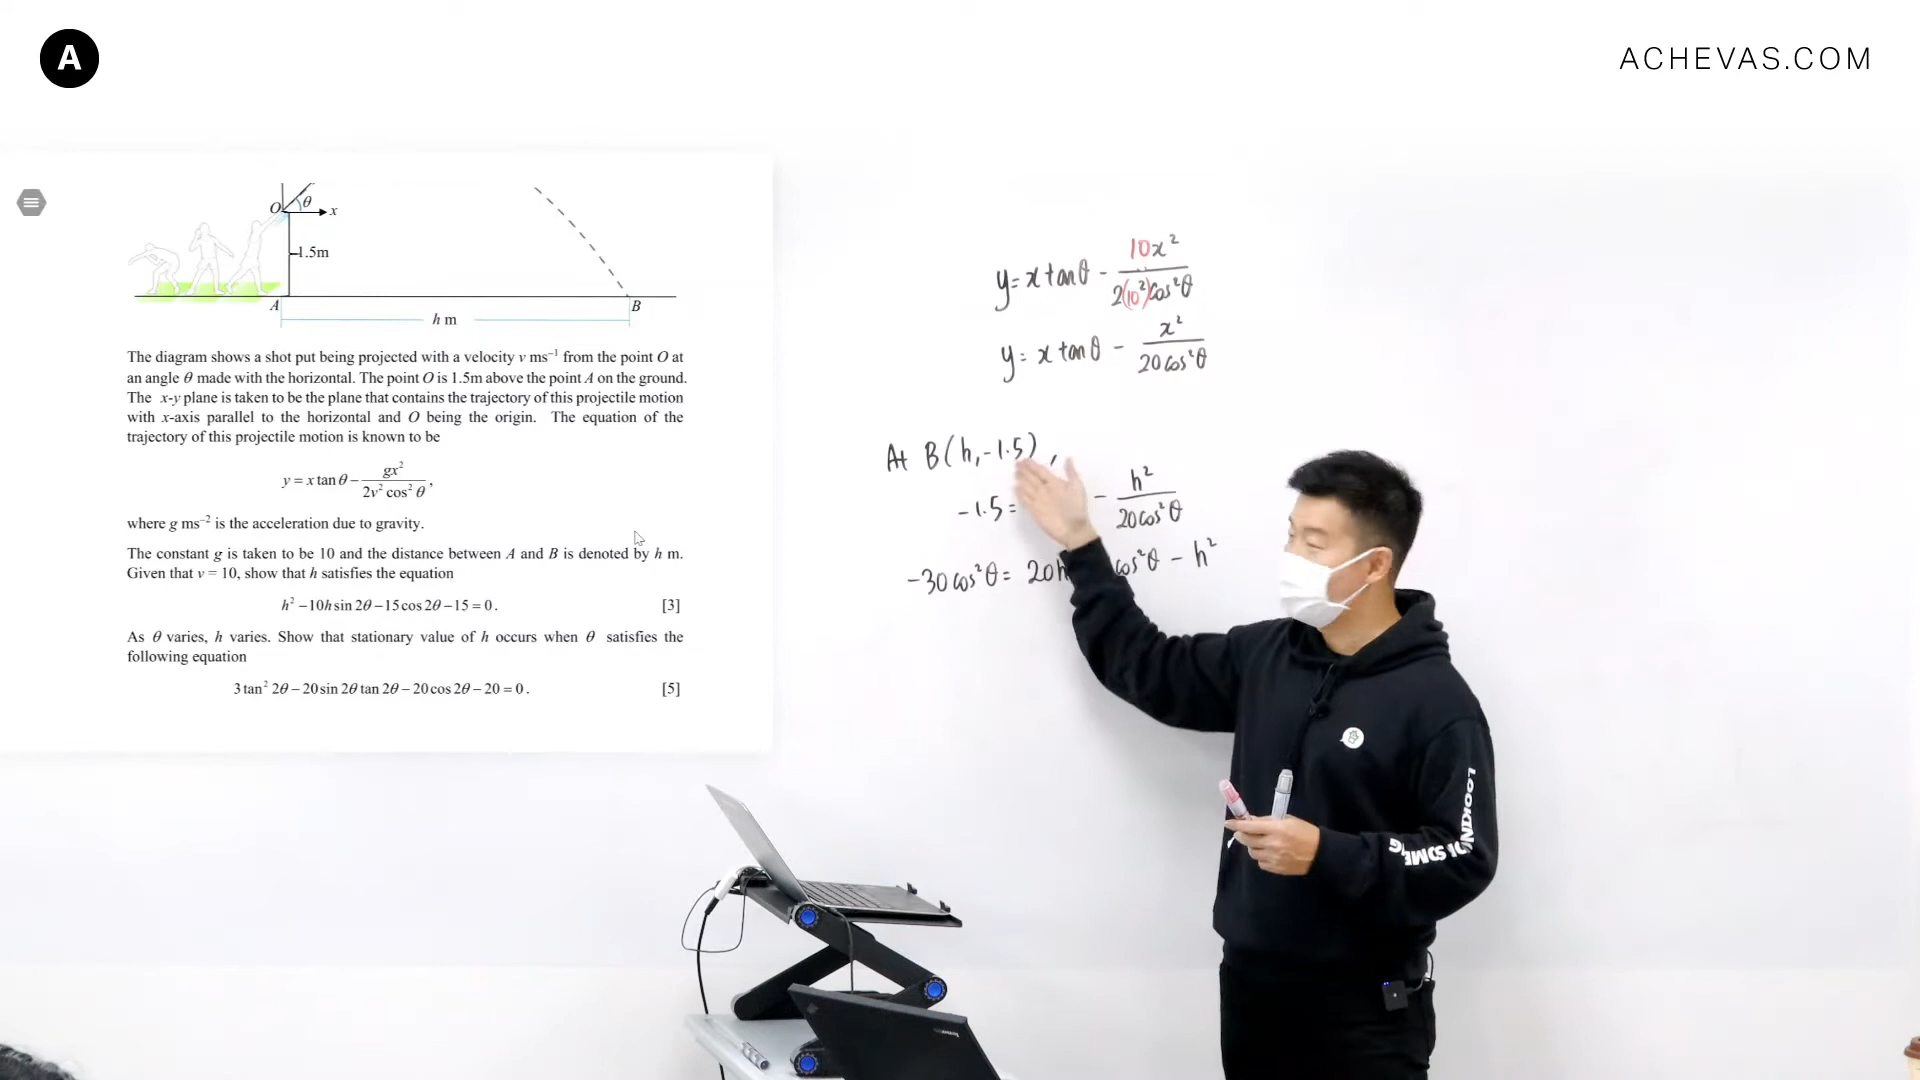 A
ACHEVAS.COM
O θ x
1.5m
A B
h m
The diagram shows a shot put being projected with a velocity v ms⁻¹ from the point O at
an angle θ made with the horizontal. The point O is 1.5m above the point A on the ground.
The x-y plane is taken to be the plane that contains the trajectory of this projectile motion
with x-axis parallel to the horizontal and O being the origin. The equation of the
trajectory of this projectile motion is known to be
y = x tan θ − gx² / 2v² cos² θ ,
where g ms⁻² is the acceleration due to gravity.
The constant g is taken to be 10 and the distance between A and B is denoted by h m.
Given that v = 10, show that h satisfies the equation
h² −10h sin 2θ −15 cos 2θ −15 = 0. [3]
As θ varies, h varies. Show that stationary value of h occurs when θ satisfies the
following equation
3 tan² 2θ − 20 sin 2θ tan 2θ − 20 cos 2θ − 20 = 0. [5]
y = x tan θ − 10x² / 2(10²)cos²θ
y = x tan θ − x² / 20cos²θ
At B(h, -1.5),
-1.5 = − h² / 20cos²θ
-30cos²θ = 20h cos²θ − h²
LOOKIN
SOME